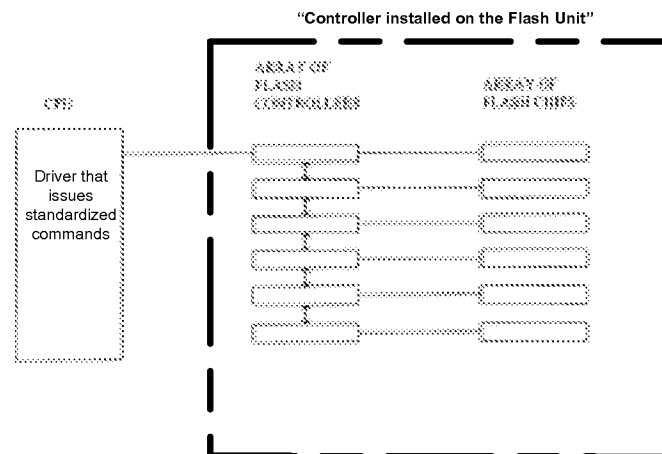 “Controller installed on the Flash Unit”
ARRAY OF
FLASH
CONTROLLERS
ARRAY OF
FLASH CHIPS
CPU
Driver that
issues
standardized
commands